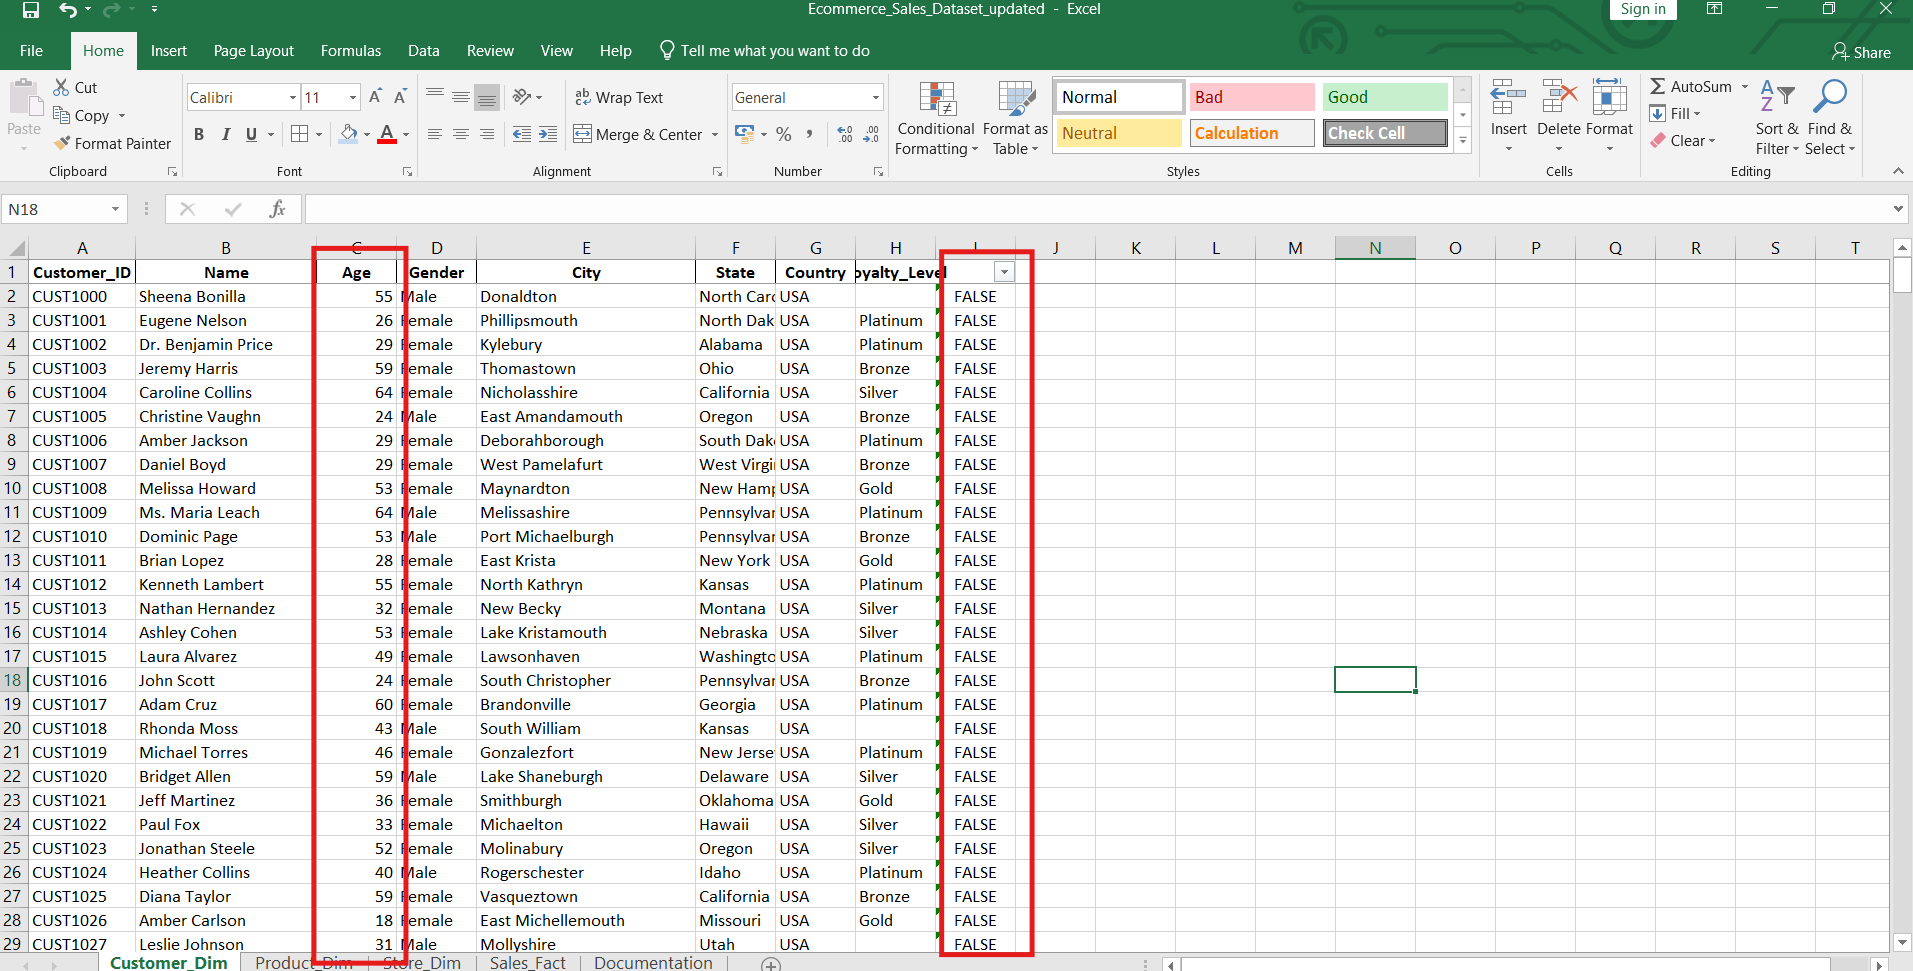 Ecommerce_Sales_Dataset_updated - Excel
Sign in
File Home Insert Page Layout Formulas Data Review View Help Tell me what you want to do
Share
Paste
Cut
Copy
Format Painter
Clipboard
Calibri 11
B I U
Font
Wrap Text
Merge & Center
Alignment
General
Number
Conditional Formatting
Format as Table
Normal Bad Good
Neutral Calculation Check Cell
Styles
Insert Delete Format
Cells
AutoSum
Fill
Clear
Sort & Filter
Find & Select
Editing
N18 fx
A B C D E F G H I J K L M N O P Q R S T
1 Customer_ID Name Age Gender City State Country oyalty_Level
2 CUST1000 Sheena Bonilla 55 Male Donaldton North Caro USA FALSE
3 CUST1001 Eugene Nelson 26 Female Phillipsmouth North Dak USA Platinum FALSE
4 CUST1002 Dr. Benjamin Price 29 Female Kylebury Alabama USA Platinum FALSE
5 CUST1003 Jeremy Harris 59 Female Thomastown Ohio USA Bronze FALSE
6 CUST1004 Caroline Collins 64 Female Nicholasshire California USA Silver FALSE
7 CUST1005 Christine Vaughn 24 Male East Amandamouth Oregon USA Bronze FALSE
8 CUST1006 Amber Jackson 29 Female Deborahborough South Dak USA Platinum FALSE
9 CUST1007 Daniel Boyd 29 Female West Pamelafurt West Virgi USA Bronze FALSE
10 CUST1008 Melissa Howard 53 Female Maynardton New Hamp USA Gold FALSE
11 CUST1009 Ms. Maria Leach 64 Male Melissashire Pennsylvan USA Platinum FALSE
12 CUST1010 Dominic Page 53 Male Port Michaelburgh Pennsylvan USA Bronze FALSE
13 CUST1011 Brian Lopez 28 Female East Krista New York USA Gold FALSE
14 CUST1012 Kenneth Lambert 55 Female North Kathryn Kansas USA Platinum FALSE
15 CUST1013 Nathan Hernandez 32 Female New Becky Montana USA Silver FALSE
16 CUST1014 Ashley Cohen 53 Female Lake Kristamouth Nebraska USA Silver FALSE
17 CUST1015 Laura Alvarez 49 Female Lawsonhaven Washingto USA Platinum FALSE
18 CUST1016 John Scott 24 Female South Christopher Pennsylvan USA Bronze FALSE
19 CUST1017 Adam Cruz 60 Female Brandonville Georgia USA Platinum FALSE
20 CUST1018 Rhonda Moss 43 Male South William Kansas USA FALSE
21 CUST1019 Michael Torres 46 Female Gonzalezfort New Jerse USA Platinum FALSE
22 CUST1020 Bridget Allen 59 Male Lake Shaneburgh Delaware USA Silver FALSE
23 CUST1021 Jeff Martinez 36 Female Smithburgh Oklahoma USA Gold FALSE
24 CUST1022 Paul Fox 33 Female Michaelton Hawaii USA Silver FALSE
25 CUST1023 Jonathan Steele 52 Female Molinabury Oregon USA Silver FALSE
26 CUST1024 Heather Collins 40 Male Rogerschester Idaho USA Platinum FALSE
27 CUST1025 Diana Taylor 59 Female Vasqueztown California USA Bronze FALSE
28 CUST1026 Amber Carlson 18 Female East Michellemouth Missouri USA Gold FALSE
29 CUST1027 Leslie Johnson 31 Male Mollyshire Utah USA FALSE
Customer_Dim Product_Dim Store_Dim Sales_Fact Documentation